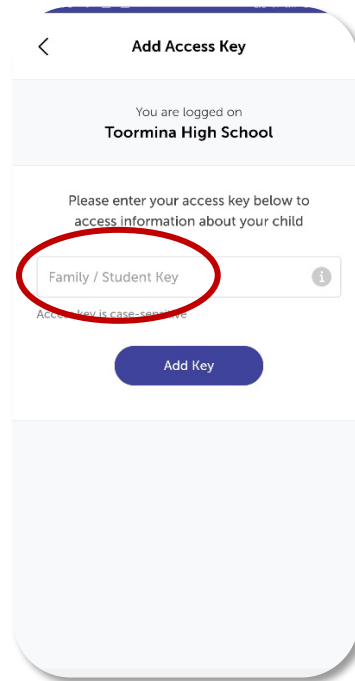 Add Access Key
You are logged on
Toormina High School
Please enter your access key below to
access information about your child
Family / Student Key
Access key is case-sensitive
Add Key